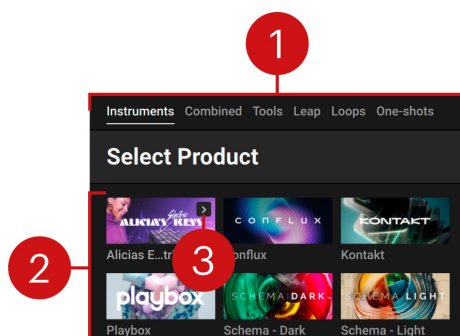 1
Instruments Combined Tools Leap Loops One-shots
Select Product
ALICIA'S KEYS CONFLUX KONTAKT
Alicias E...tri 3 onflux Kontakt
2
playbox SCHEMA: DARK SCHEMA: LIGHT
Playbox Schema - Dark Schema - Light